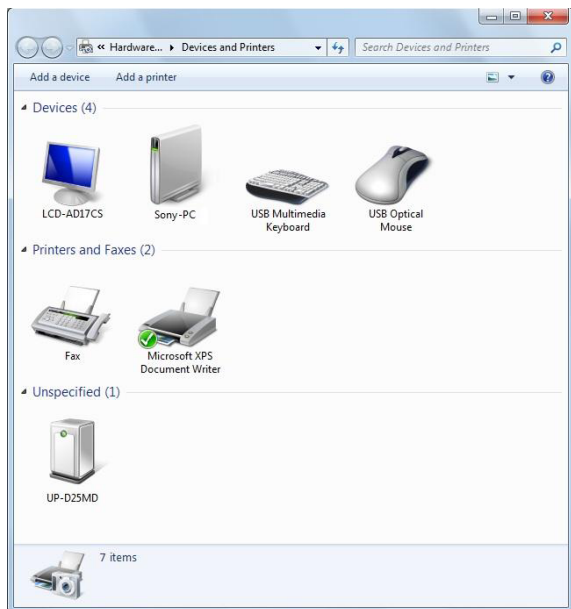 « Hardware... ▸ Devices and Printers
Search Devices and Printers
Add a device Add a printer
Devices (4)
LCD-AD17CS
Sony-PC
USB Multimedia
Keyboard
USB Optical
Mouse
Printers and Faxes (2)
Fax
Microsoft XPS
Document Writer
Unspecified (1)
UP-D25MD
7 items